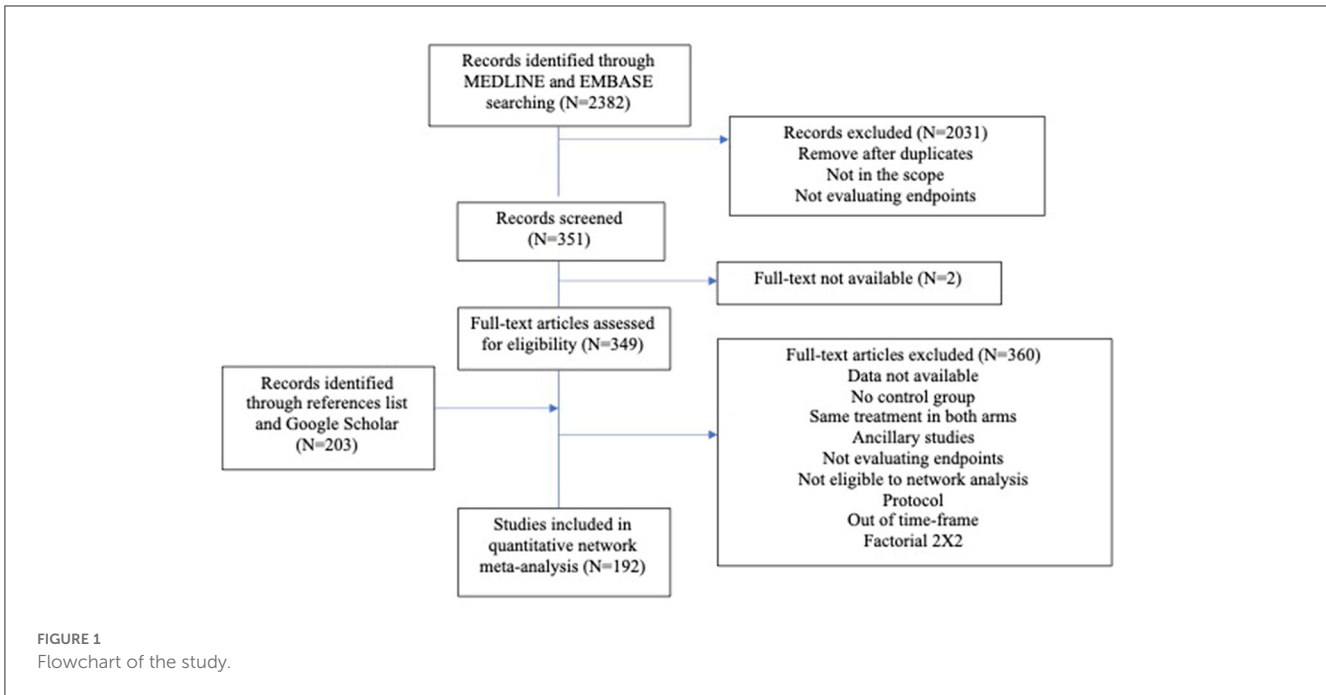 Records identified through
MEDLINE and EMBASE
searching (N=2382)
Records excluded (N=2031)
Remove after duplicates
Not in the scope
Not evaluating endpoints
Records screened
(N=351)
Full-text not available (N=2)
Full-text articles assessed
for eligibility (N=349)
Records identified
through references list
and Google Scholar
(N=203)
Full-text articles excluded (N=360)
Data not available
No control group
Same treatment in both arms
Ancillary studies
Not evaluating endpoints
Not eligible to network analysis
Protocol
Out of time-frame
Factorial 2X2
Studies included in
quantitative network
meta-analysis (N=192)
FIGURE 1
Flowchart of the study.